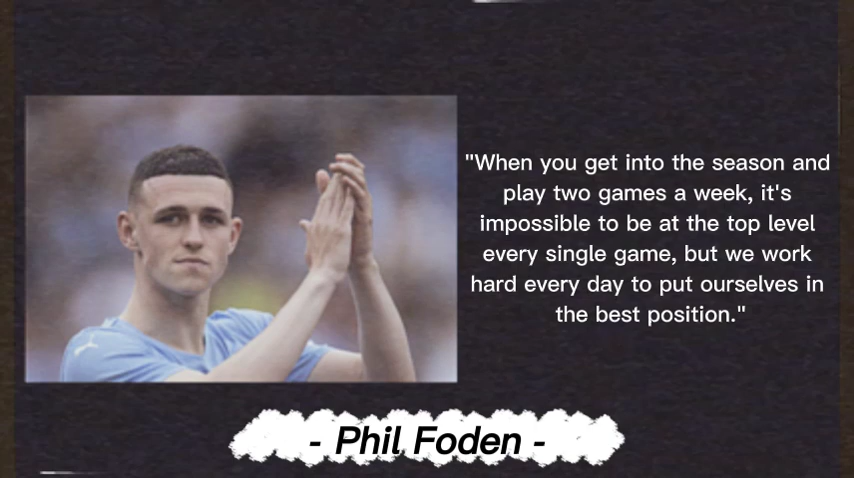 "When you get into the season and
play two games a week, it's
impossible to be at the top level
every single game, but we work
hard every day to put ourselves in
the best position."
- Phil Foden -